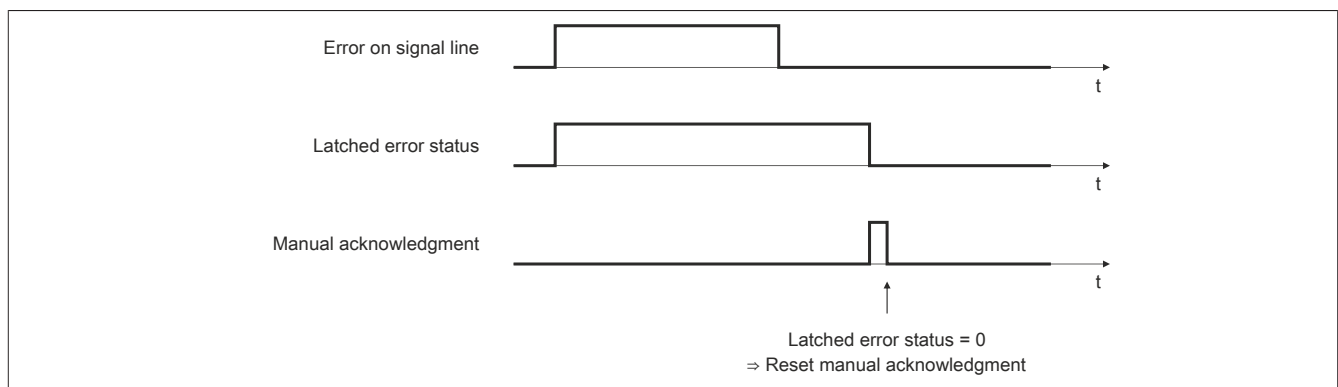 Error on signal line
t
Latched error status
t
Manual acknowledgment
t
Latched error status = 0
⇒ Reset manual acknowledgment